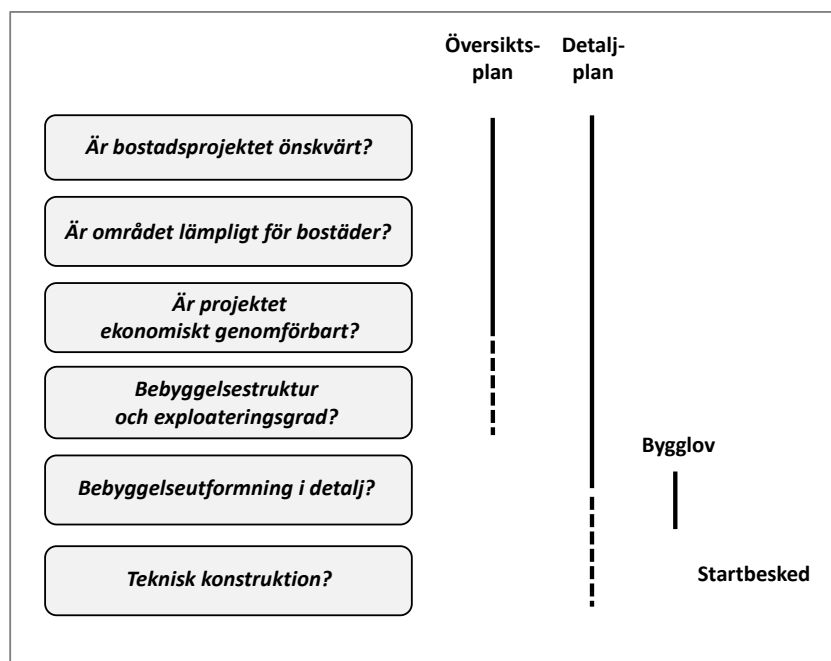 Översikts-
plan
Detalj-
plan
Är bostadsprojektet önskvärt?
Är området lämpligt för bostäder?
Är projektet
ekonomiskt genomförbart?
Bebyggelsestruktur
och exploateringsgrad?
Bygglov
Bebyggelseutformning i detalj?
Teknisk konstruktion?
Startbesked